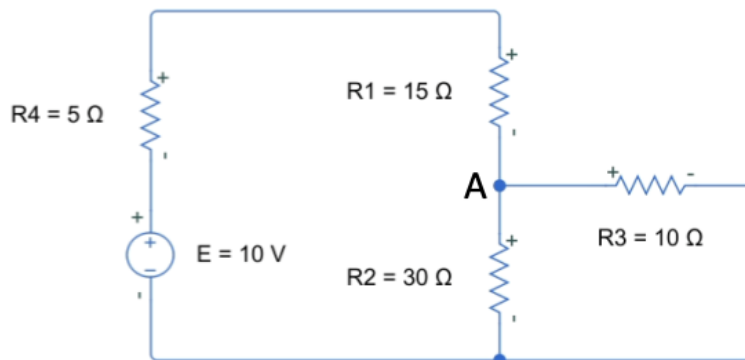 R1 = 15 Ω
R4 = 5 Ω
A
R3 = 10 Ω
E = 10 V
R2 = 30 Ω